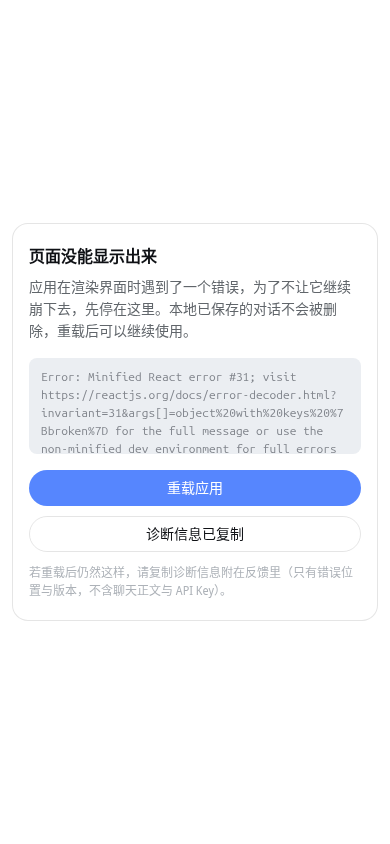 页面没能显示出来
应用在渲染界面时遇到了一个错误，为了不让它继续
崩下去，先停在这里。本地已保存的对话不会被删
除，重载后可以继续使用。
Error: Minified React error #31; visit
https://reactjs.org/docs/error-decoder.html?
invariant=31&args[]=object%20with%20keys%20%7
Bbroken%7D for the full message or use the
non-minified dev environment for full errors
重载应用
诊断信息已复制
若重载后仍然这样，请复制诊断信息附在反馈里（只有错误位
置与版本，不含聊天正文与 API Key）。